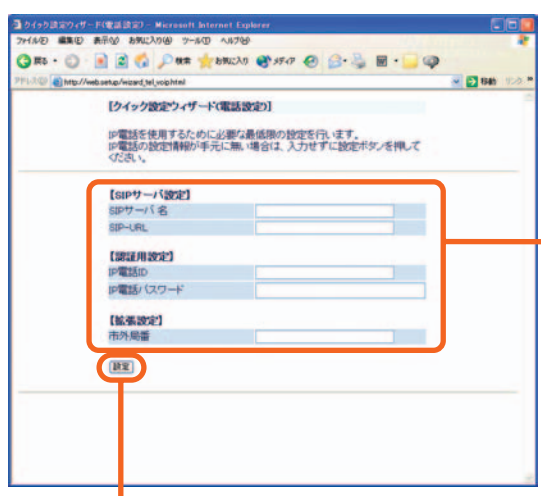 クイック設定ウィザード(電話設定) - Microsoft Internet Explorer
ファイル(F) 編集(E) 表示(V) お気に入り(A) ツール(T) ヘルプ(H)
戻る 検索 お気に入り メディア
アドレス(D) http://web.setup/wizard_tel_voip.html 移動 リンク »
[クイック設定ウィザード(電話設定)]
IP電話を使用するために必要な最低限の設定を行います。
IP電話の設定情報が手元に無い場合は、入力せずに設定ボタンを押して
ください。
【SIPサーバ設定】
SIPサーバ名
SIP-URL
【認証用設定】
IP電話ID
IP電話パスワード
【拡張設定】
市外局番
設定